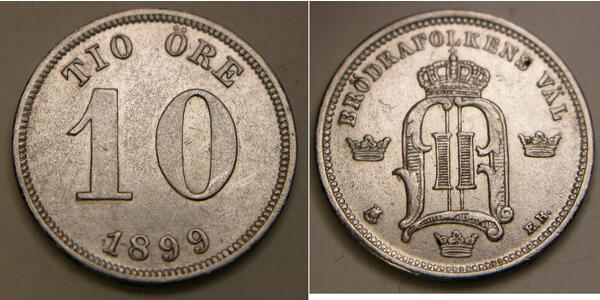 TIO ÖRE
10
1899
BRÖDRAFOLKENS VÄL
II
E.B.